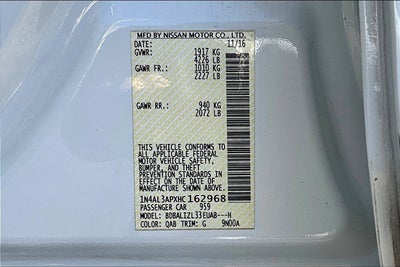 MFD BY NISSAN MOTOR CO., LTD.
DATE: 11/16
GVWR: 1917 KG
4226 LB
GAWR FR: 1010 KG
2227 LB
GAWR RR: 940 KG
2072 LB
THIS VEHICLE CONFORMS TO
ALL APPLICABLE FEDERAL
MOTOR VEHICLE SAFETY,
BUMPER, AND THEFT
PREVENTION STANDARDS IN
EFFECT ON THE DATE OF
MANUFACTURE SHOWN ABOVE.
1N4AL3APXHC162968
PASSENGER CAR 959
MODEL: BDBALIZL33EUAB---H
COLOR: QAB TRIM: G 9N00A